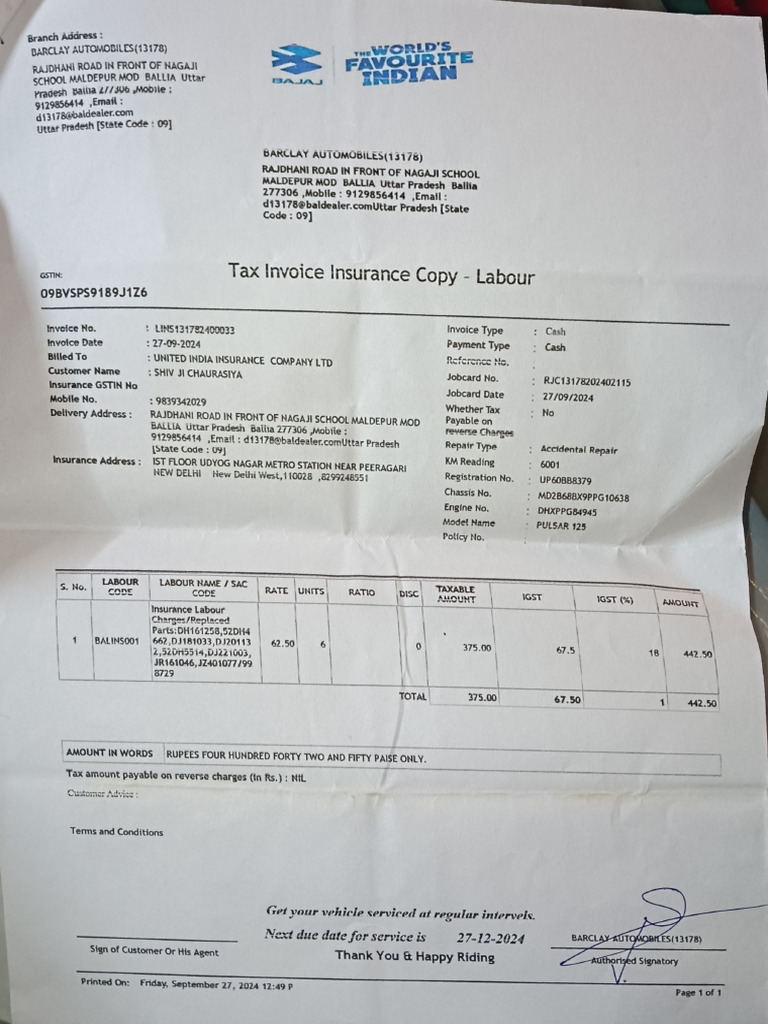 Branch Address :
BARCLAY AUTOMOBILES(13178)
RAJDHANI ROAD IN FRONT OF NAGAJI
SCHOOL MALDEPUR MOD BALLIA Uttar
Pradesh Ballia 277306 ,Mobile :
9129856414 ,Email :
d13178@baldealer.com
Uttar Pradesh [State Code : 09]
BAJAJ
THE WORLD'S
FAVOURITE
INDIAN
BARCLAY AUTOMOBILES(13178)
RAJDHANI ROAD IN FRONT OF NAGAJI SCHOOL
MALDEPUR MOD BALLIA Uttar Pradesh Ballia
277306 ,Mobile : 9129856414 ,Email :
d13178@baldealer.comUttar Pradesh [State
Code : 09]
GSTIN:
09BVSPS9189J1Z6
Tax Invoice Insurance Copy - Labour
Invoice No. : LINS131782400033
Invoice Date : 27-09-2024
Billed To : UNITED INDIA INSURANCE COMPANY LTD
Customer Name : SHIV JI CHAURASIYA
Insurance GSTIN No
Mobile No. : 9839342029
Delivery Address : RAJDHANI ROAD IN FRONT OF NAGAJI SCHOOL MALDEPUR MOD
BALLIA Uttar Pradesh Ballia 277306 ,Mobile :
9129856414 ,Email : d13178@baldealer.comUttar Pradesh
[State Code : 09]
Insurance Address : IST FLOOR UDYOG NAGAR METRO STATION NEAR PEERAGARI
NEW DELHI New Delhi West,110028 ,8299248551
Invoice Type : Cash
Payment Type : Cash
Reference No. :
Jobcard No. : RJC13178202402115
Jobcard Date : 27/09/2024
Whether Tax : No
Payable on
reverse Charges
Repair Type : Accidental Repair
KM Reading : 6001
Registration No. : UP60BB8379
Chassis No. : MD2B68BX9PPG10638
Engine No. : DHXPPG84945
Model Name : PULSAR 125
Policy No. :
S. No. LABOUR CODE LABOUR NAME / SAC CODE RATE UNITS RATIO DISC TAXABLE AMOUNT IGST IGST (%) AMOUNT
1 BALINS001 Insurance Labour
Charges/Replaced
Parts:DH161258,52DH4
662,DJ181033,DJ20113
2,52DH5514,DJ221003,
JR161046,JZ401077/99
8729 62.50 6 0 375.00 67.5 18 442.50
TOTAL 375.00 67.50 1 442.50
AMOUNT IN WORDS RUPEES FOUR HUNDRED FORTY TWO AND FIFTY PAISE ONLY.
Tax amount payable on reverse charges (In Rs.) : NIL
Customer Advice :
Terms and Conditions
Get your vehicle serviced at regular intervels.
Next due date for service is 27-12-2024
Thank You & Happy Riding
Sign of Customer Or His Agent
BARCLAY AUTOMOBILES(13178)
Authorised Signatory
Printed On: Friday, September 27, 2024 12:49 P
Page 1 of 1